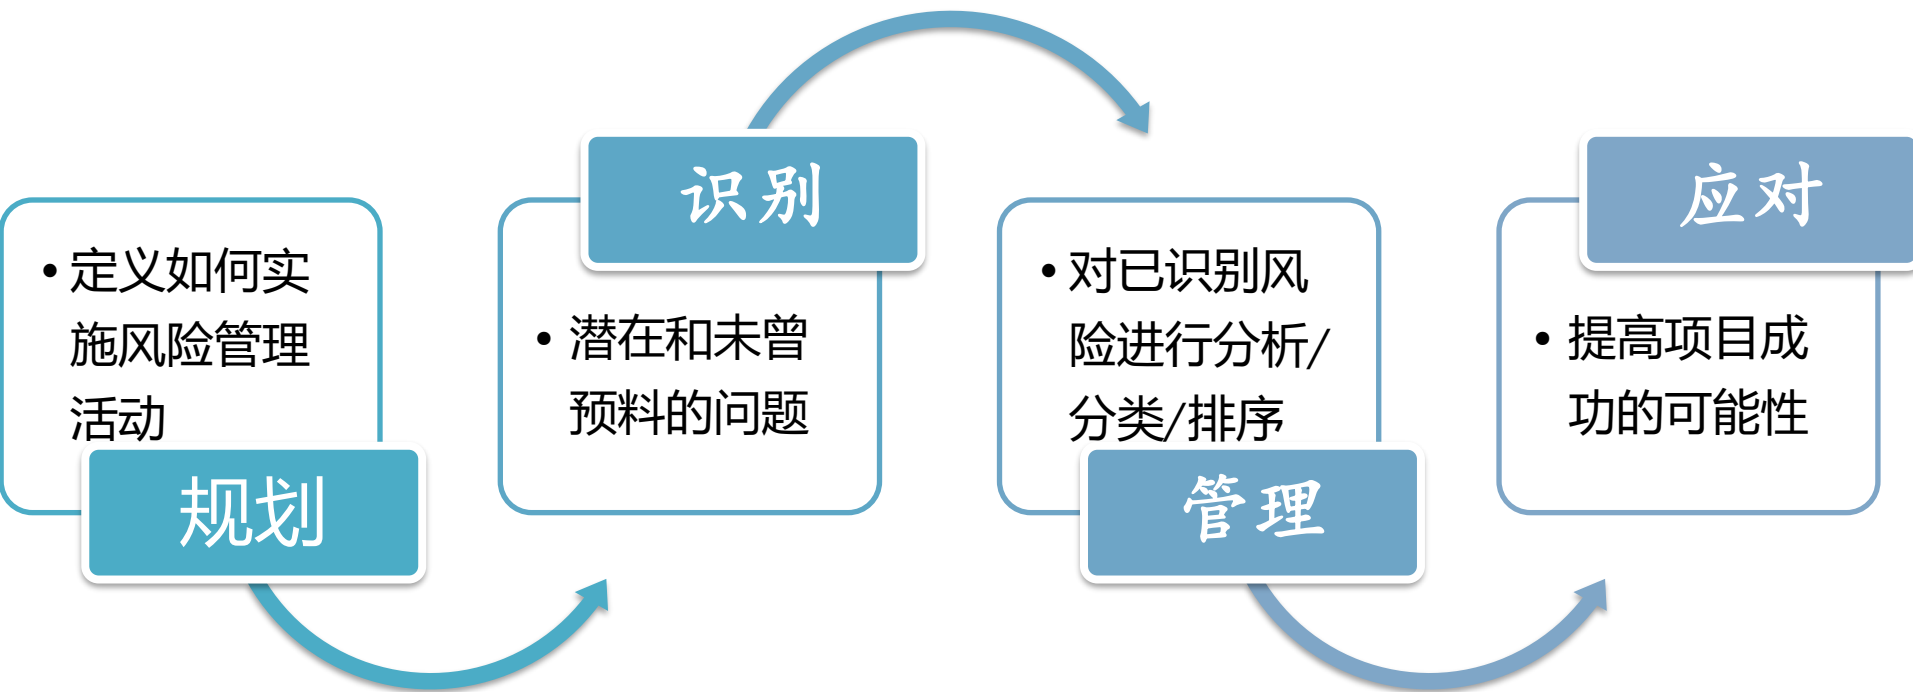 • 定义如何实
施风险管理
活动
规划
识别
• 潜在和未曾
预料的问题
• 对已识别风
险进行分析/
分类/排序
管理
应对
• 提高项目成
功的可能性